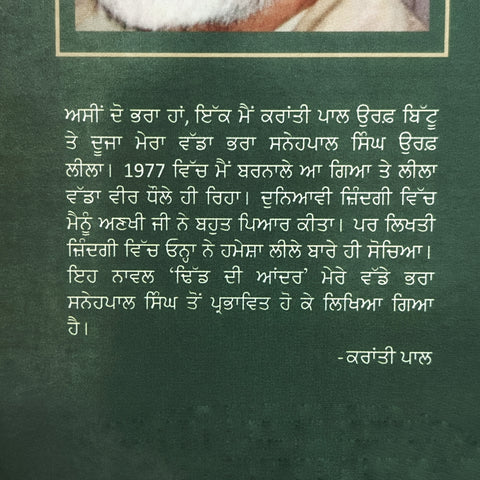 ਅਸੀਂ ਦੋ ਭਰਾ ਹਾਂ, ਇੱਕ ਮੈਂ ਕਰਾਂਤੀ ਪਾਲ ਉਰਫ਼ ਬਿੱਟੂ
ਤੇ ਦੂਜਾ ਮੇਰਾ ਵੱਡਾ ਭਰਾ ਸਨੇਹਪਾਲ ਸਿੰਘ ਉਰਫ਼
ਲੀਲਾ। 1977 ਵਿੱਚ ਮੈਂ ਬਰਨਾਲੇ ਆ ਗਿਆ ਤੇ ਲੀਲਾ
ਵੱਡਾ ਵੀਰ ਧੌਲੇ ਹੀ ਰਿਹਾ। ਦੁਨਿਆਵੀ ਜ਼ਿੰਦਗੀ ਵਿੱਚ
ਮੈਨੂੰ ਅਣਖੀ ਜੀ ਨੇ ਬਹੁਤ ਪਿਆਰ ਕੀਤਾ। ਪਰ ਲਿਖਤੀ
ਜ਼ਿੰਦਗੀ ਵਿੱਚ ਓਨ੍ਹਾ ਨੇ ਹਮੇਸ਼ਾ ਲੀਲੇ ਬਾਰੇ ਹੀ ਸੋਚਿਆ।
ਇਹ ਨਾਵਲ ‘ਢਿੱਡ ਦੀ ਆਂਦਰ’ ਮੇਰੇ ਵੱਡੇ ਭਰਾ
ਸਨੇਹਪਾਲ ਸਿੰਘ ਤੋਂ ਪ੍ਰਭਾਵਿਤ ਹੋ ਕੇ ਲਿਖਿਆ ਗਿਆ
ਹੈ।
-ਕਰਾਂਤੀ ਪਾਲ